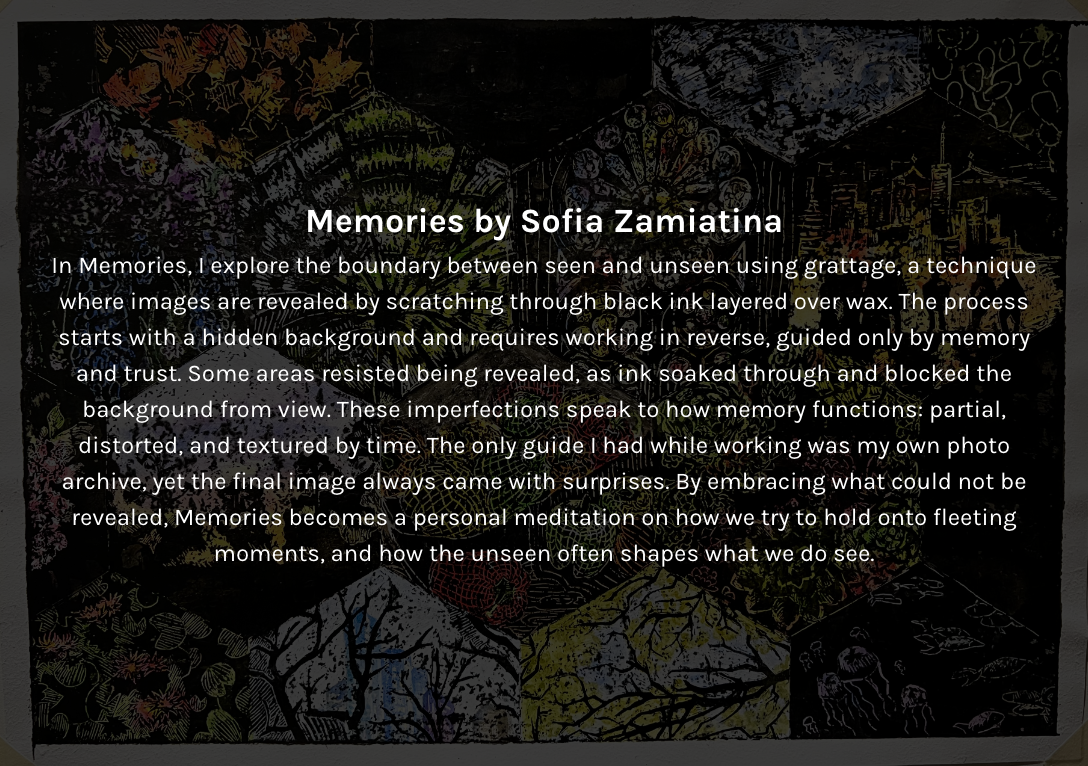 Memories by Sofia Zamiatina
In Memories, I explore the boundary between seen and unseen using grattage, a technique
where images are revealed by scratching through black ink layered over wax. The process
starts with a hidden background and requires working in reverse, guided only by memory
and trust. Some areas resisted being revealed, as ink soaked through and blocked the
background from view. These imperfections speak to how memory functions: partial,
distorted, and textured by time. The only guide I had while working was my own photo
archive, yet the final image always came with surprises. By embracing what could not be
revealed, Memories becomes a personal meditation on how we try to hold onto fleeting
moments, and how the unseen often shapes what we do see.